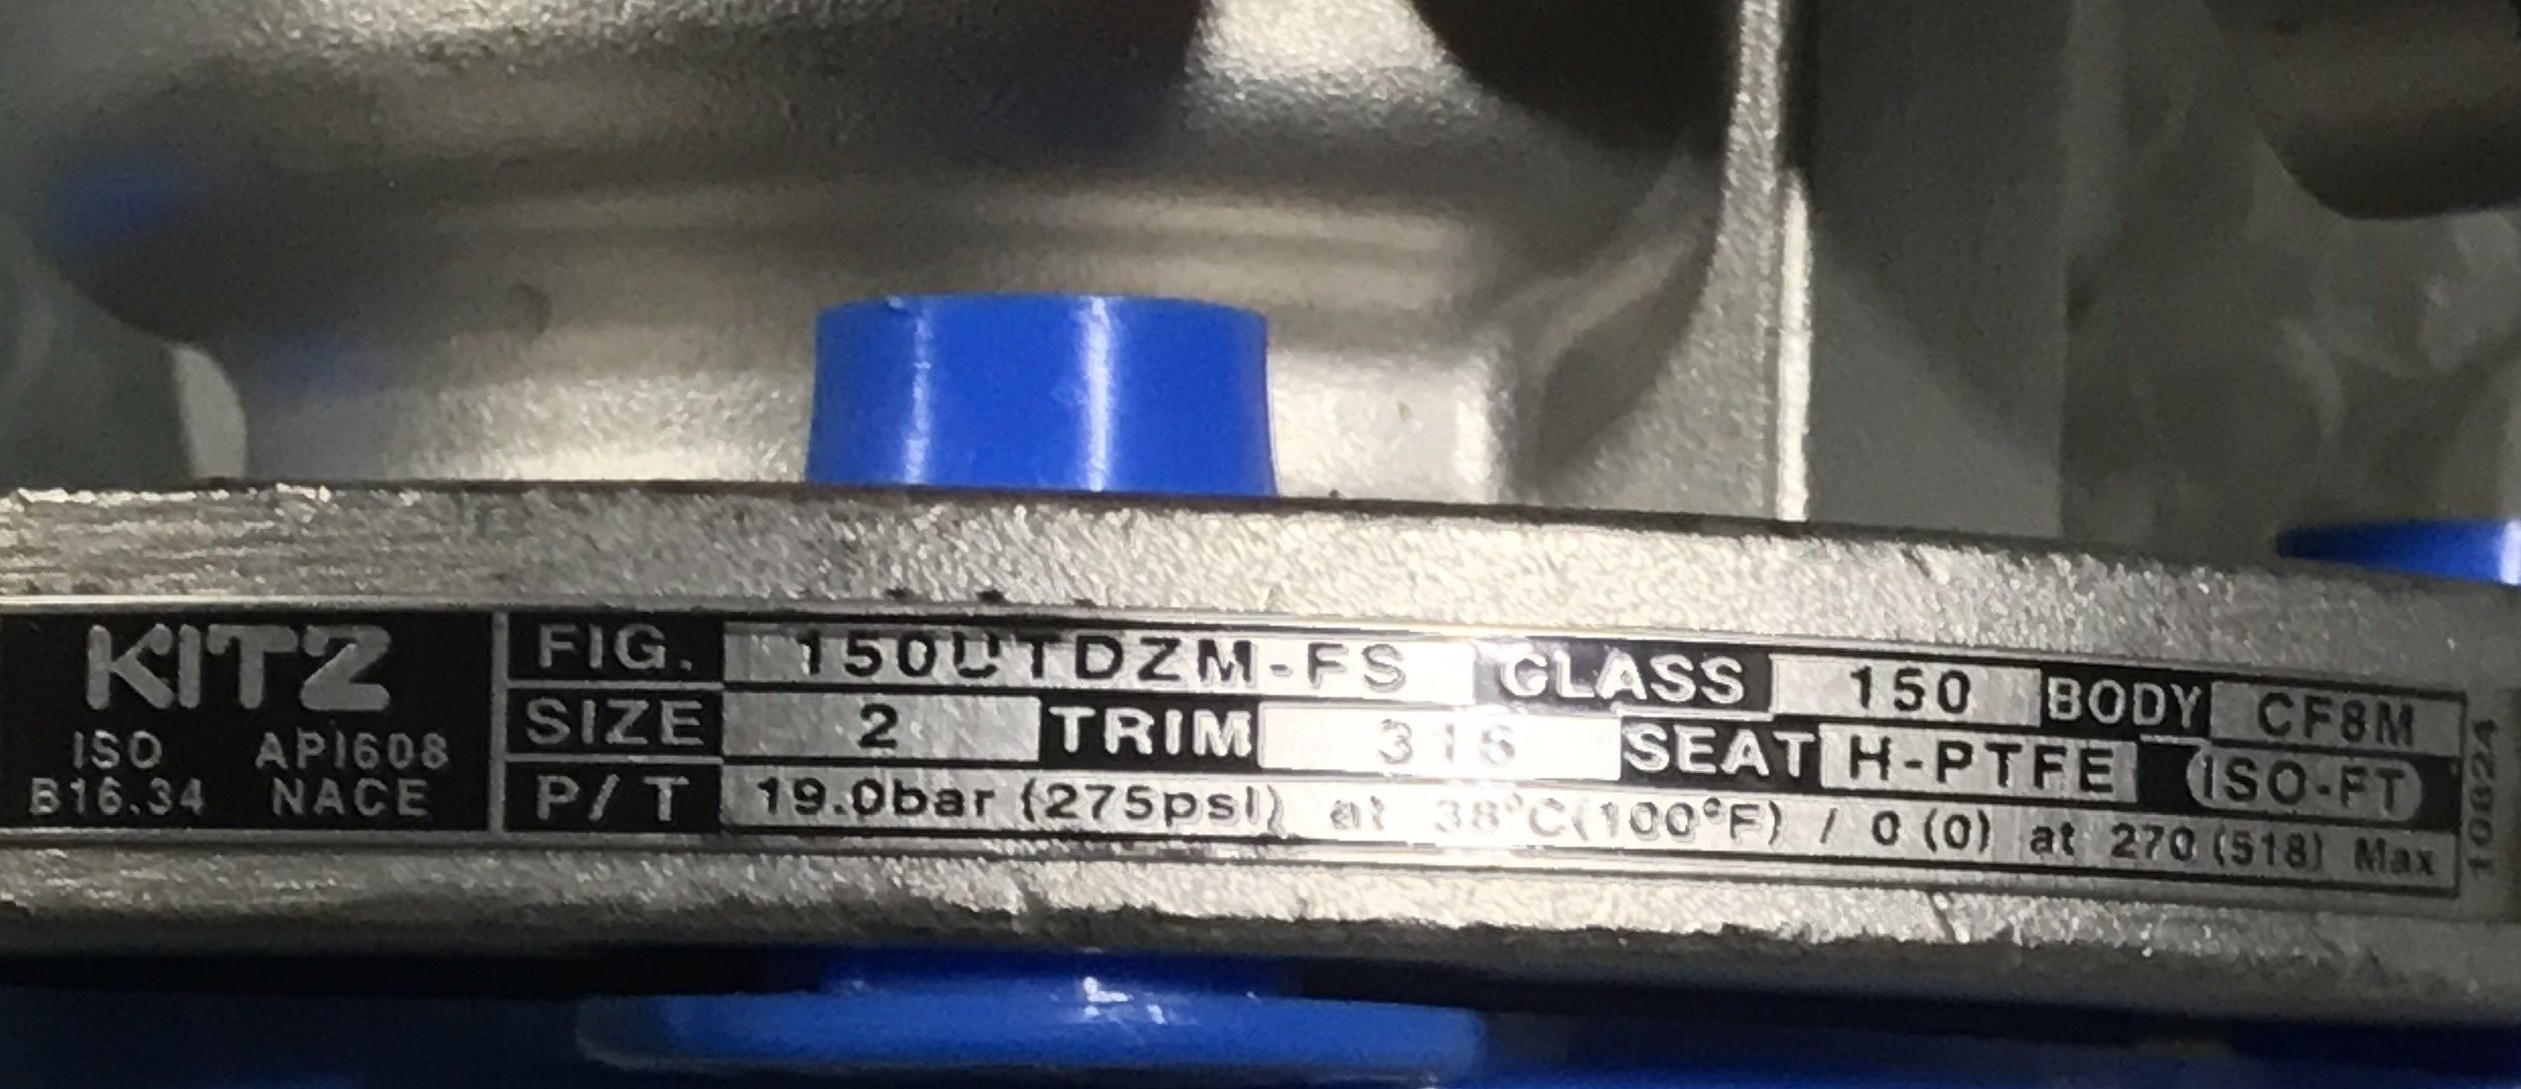 KITZ
ISO API608
B16.34 NACE
FIG. 150UTDZM-FS CLASS 150 BODY CF8M
SIZE 2 TRIM 316 SEAT H-PTFE ISO-FT
P/T 19.0bar (275psi) at 38°C(100°F) / 0 (0) at 270 (518) Max
1082A